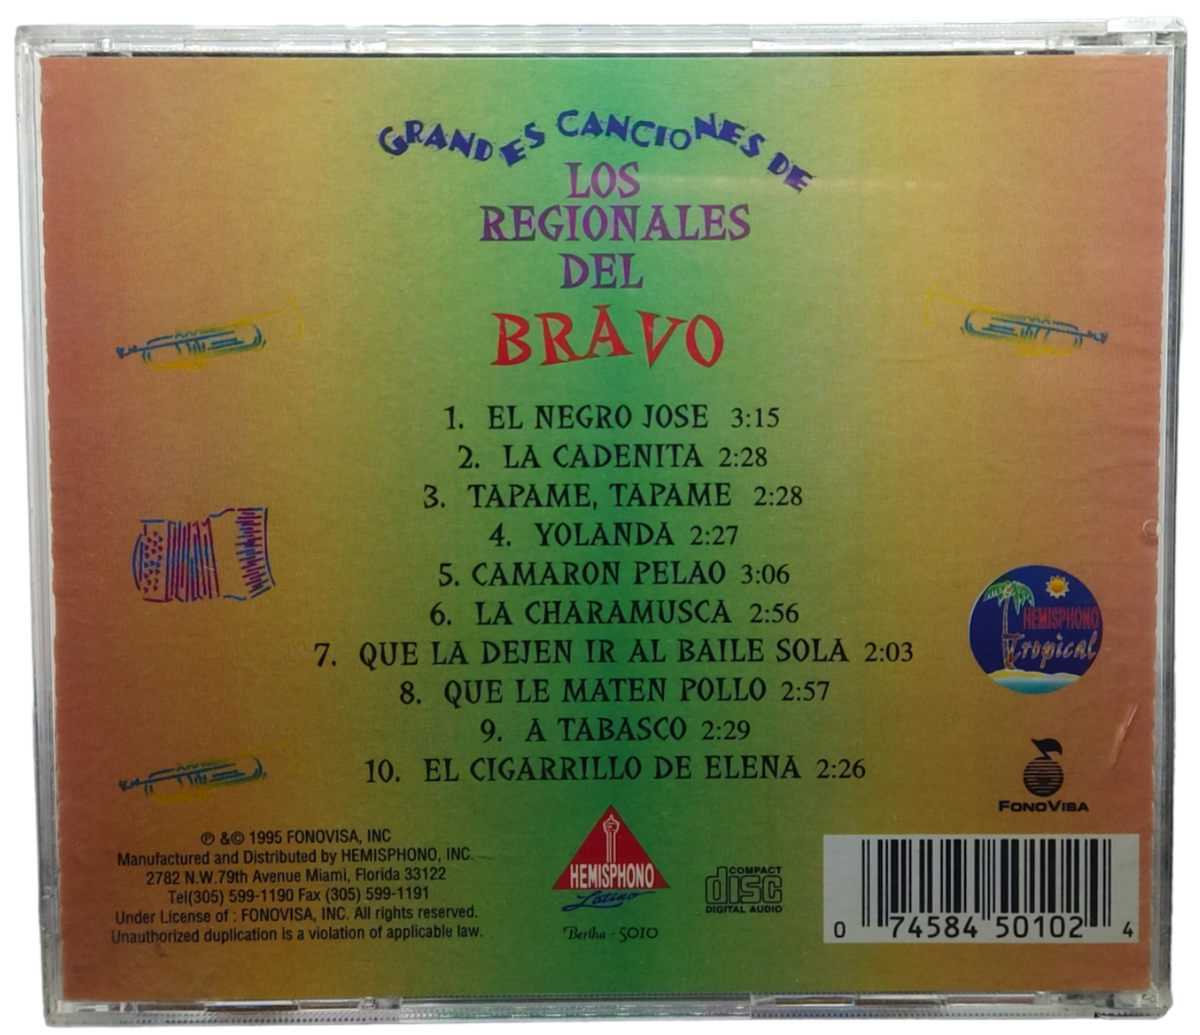 GRANDES CANCIONES DE
LOS
REGIONALES
DEL
BRAVO
1. EL NEGRO JOSE 3:15
2. LA CADENITA 2:28
3. TAPAME, TAPAME 2:28
4. YOLANDA 2:27
5. CAMARON PELAO 3:06
6. LA CHARAMUSCA 2:56
7. QUE LA DEJEN IR AL BAILE SOLA 2:03
8. QUE LE MATEN POLLO 2:57
9. A TABASCO 2:29
10. EL CIGARRILLO DE ELENA 2:26
HEMISPHONO
Tropical
FONOVISA
℗ &© 1995 FONOVISA, INC
Manufactured and Distributed by HEMISPHONO, INC.
2782 N.W.79th Avenue Miami, Florida 33122
Tel(305) 599-1190 Fax (305) 599-1191
Under License of : FONOVISA, INC. All rights reserved.
Unauthorized duplication is a violation of applicable law.
HEMISPHONO
Latino
Bertha - 5010
COMPACT
disc
DIGITAL AUDIO
0 74584 50102 4